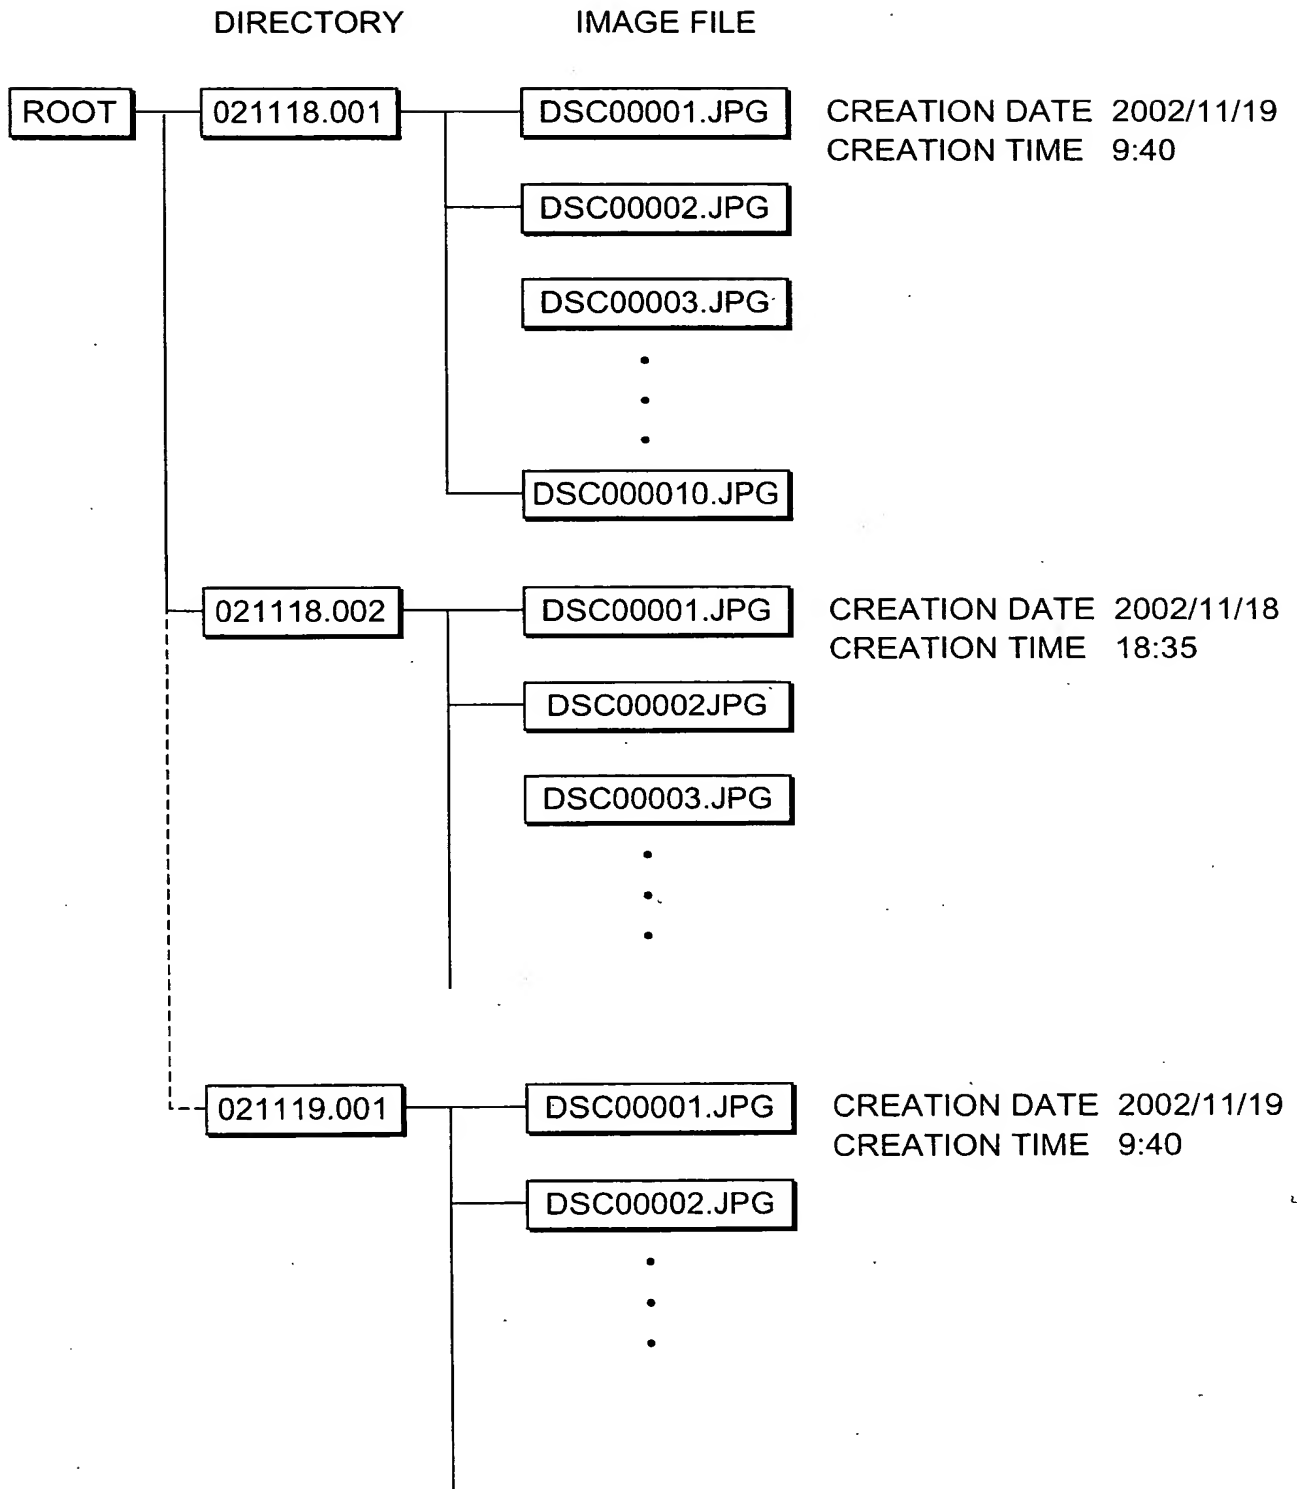 DIRECTORY IMAGE FILE
ROOT 021118.001 DSC00001.JPG CREATION DATE 2002/11/19
CREATION TIME 9:40
DSC00002.JPG
DSC00003.JPG
DSC000010.JPG
021118.002 DSC00001.JPG CREATION DATE 2002/11/18
CREATION TIME 18:35
DSC00002JPG
DSC00003.JPG
021119.001 DSC00001.JPG CREATION DATE 2002/11/19
CREATION TIME 9:40
DSC00002.JPG